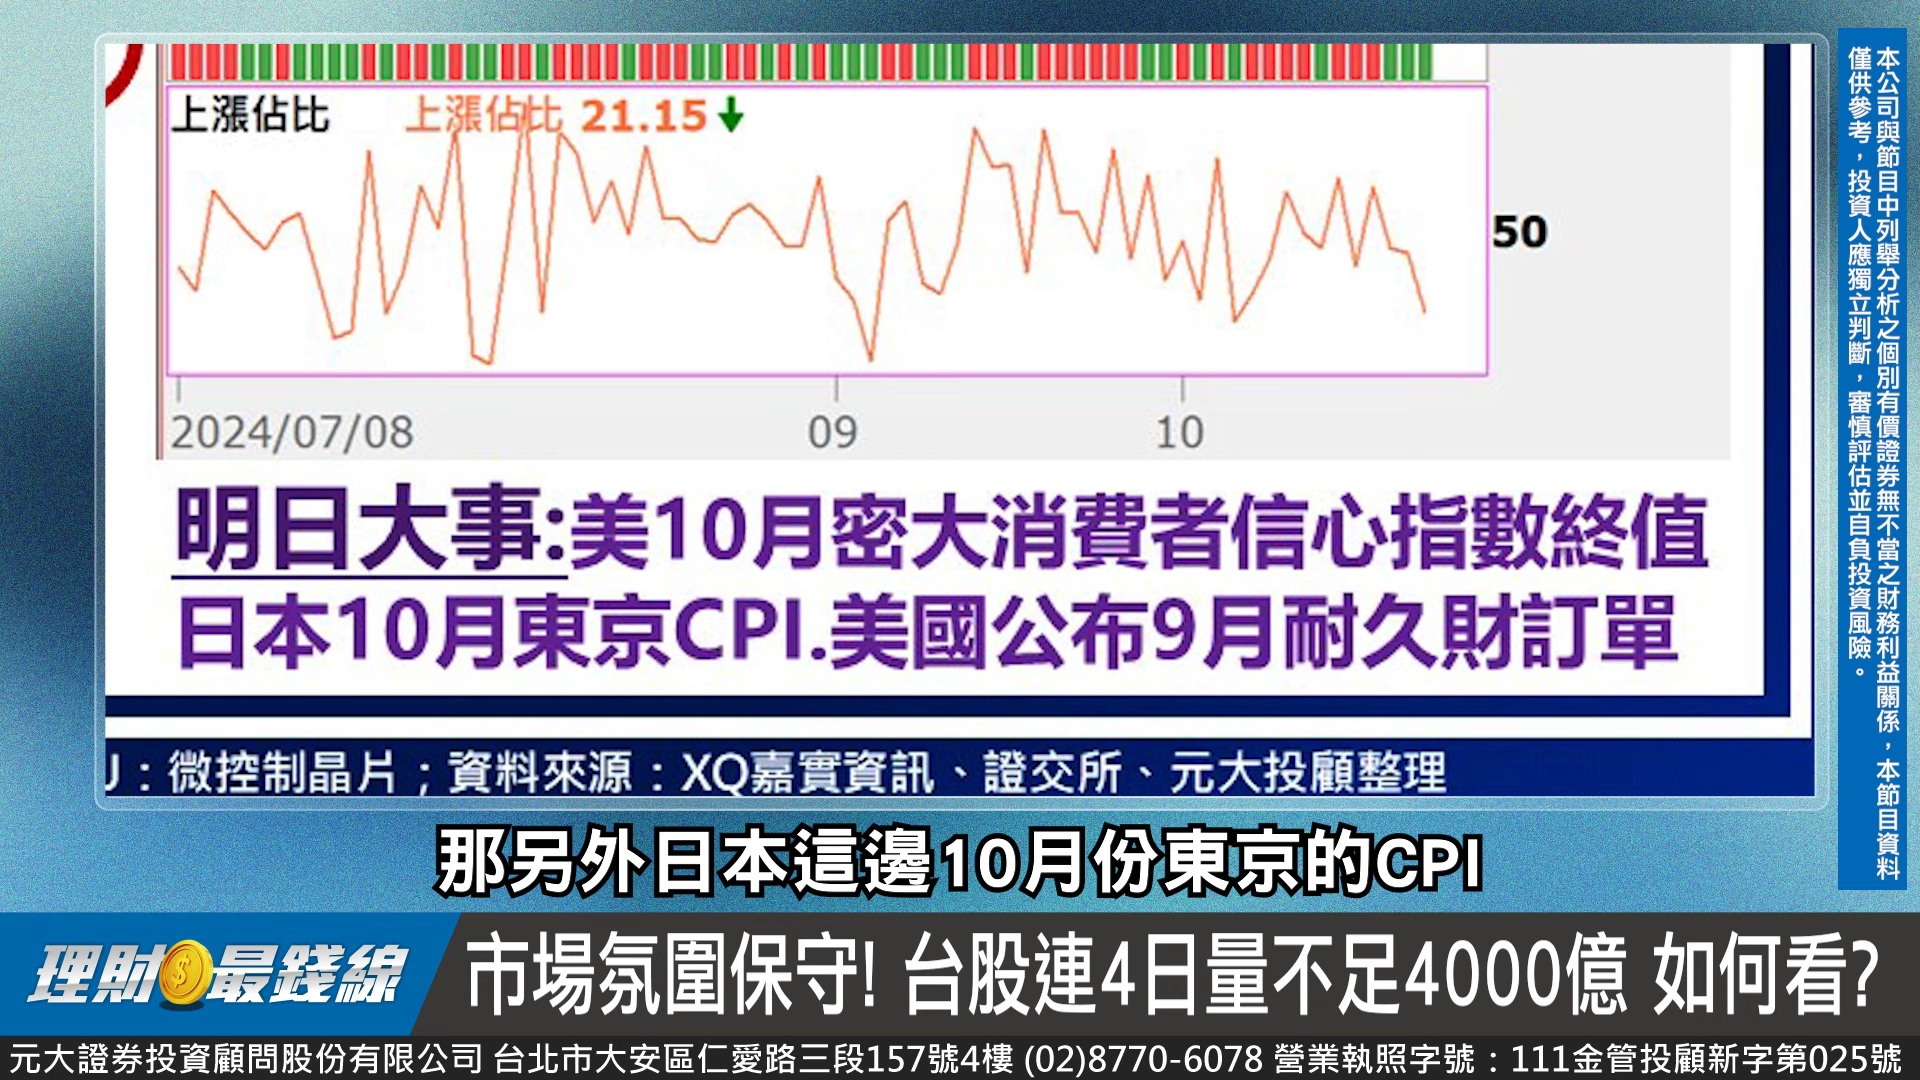 上漲佔比 上漲佔比 21.15
50
2024/07/08 09 10
明日大事:美10月密大消費者信心指數終值
日本10月東京CPI.美國公布9月耐久財訂單
:微控制晶片;資料來源:XQ嘉實資訊、證交所、元大投顧整理
本公司與節目中列舉分析之個別有價證券無不當之財務利益關係,本節目資料
僅供參考,投資人應獨立判斷,審慎評估並自負投資風險。
那另外日本這邊10月份東京的CPI
理財最錢線
市場氛圍保守! 台股連4日量不足4000億 如何看?
元大證券投資顧問股份有限公司 台北市大安區仁愛路三段157號4樓 (02)8770-6078 營業執照字號:111金管投顧新字第025號